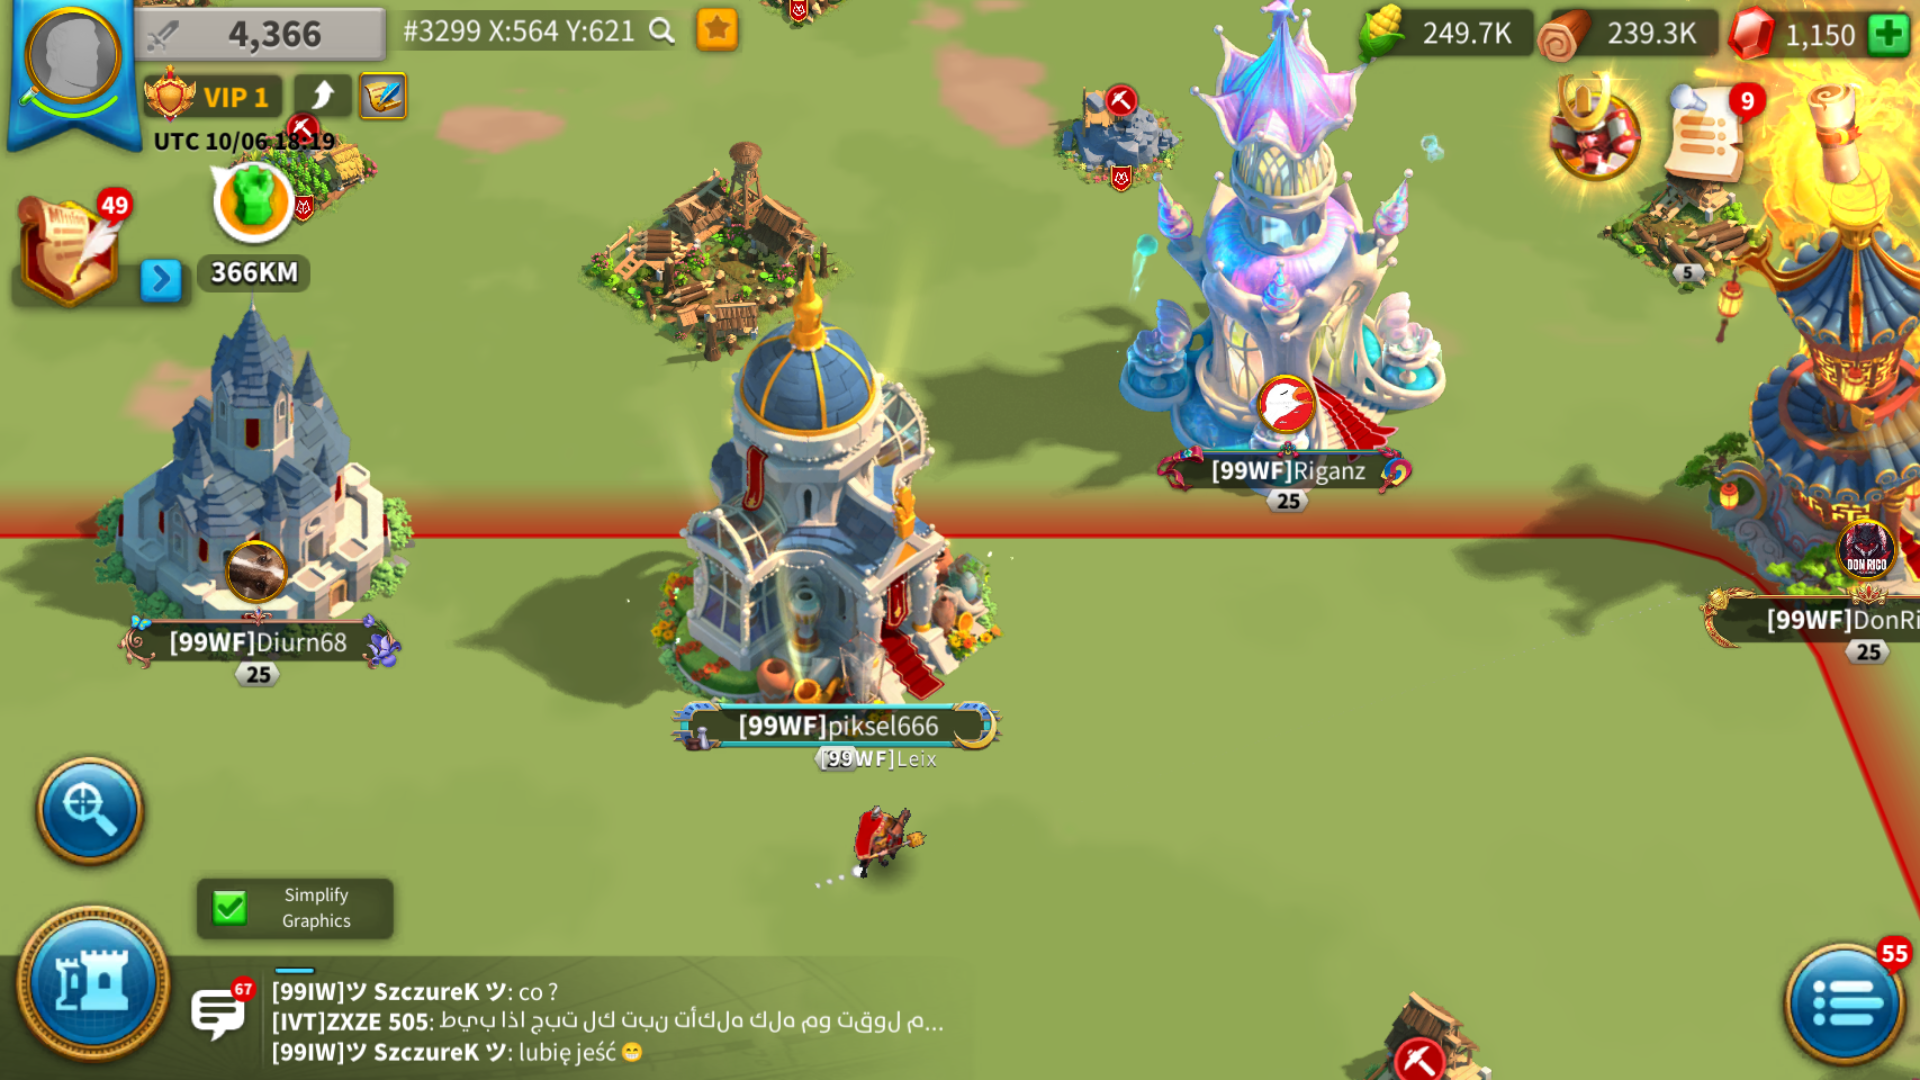 4,366
#3299 X:564 Y:621
249.7K
239.3K
1,150
VIP 1
UTC 10/06 18:19
9
49
Mission
366KM
5
[99WF]Riganz
25
DON RICO
[99WF]DonRi
25
[99WF]Diurn68
25
[99WF]piksel666
[99WF]Leix
Simplify
Graphics
55
67
[99IW]ツ SzczureK ツ: co ?
[IVT]ZXZE 505:
[99IW]ツ SzczureK ツ: lubię jeść 😁